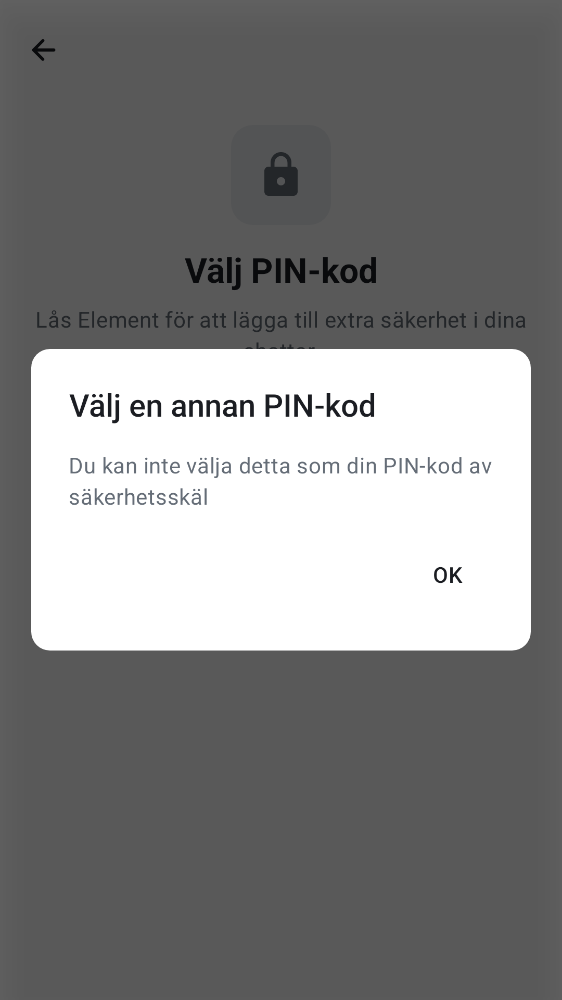 Välj PIN-kod
Lås Element för att lägga till extra säkerhet i dina
Välj en annan PIN-kod
Du kan inte välja detta som din PIN-kod av
säkerhetsskäl
OK